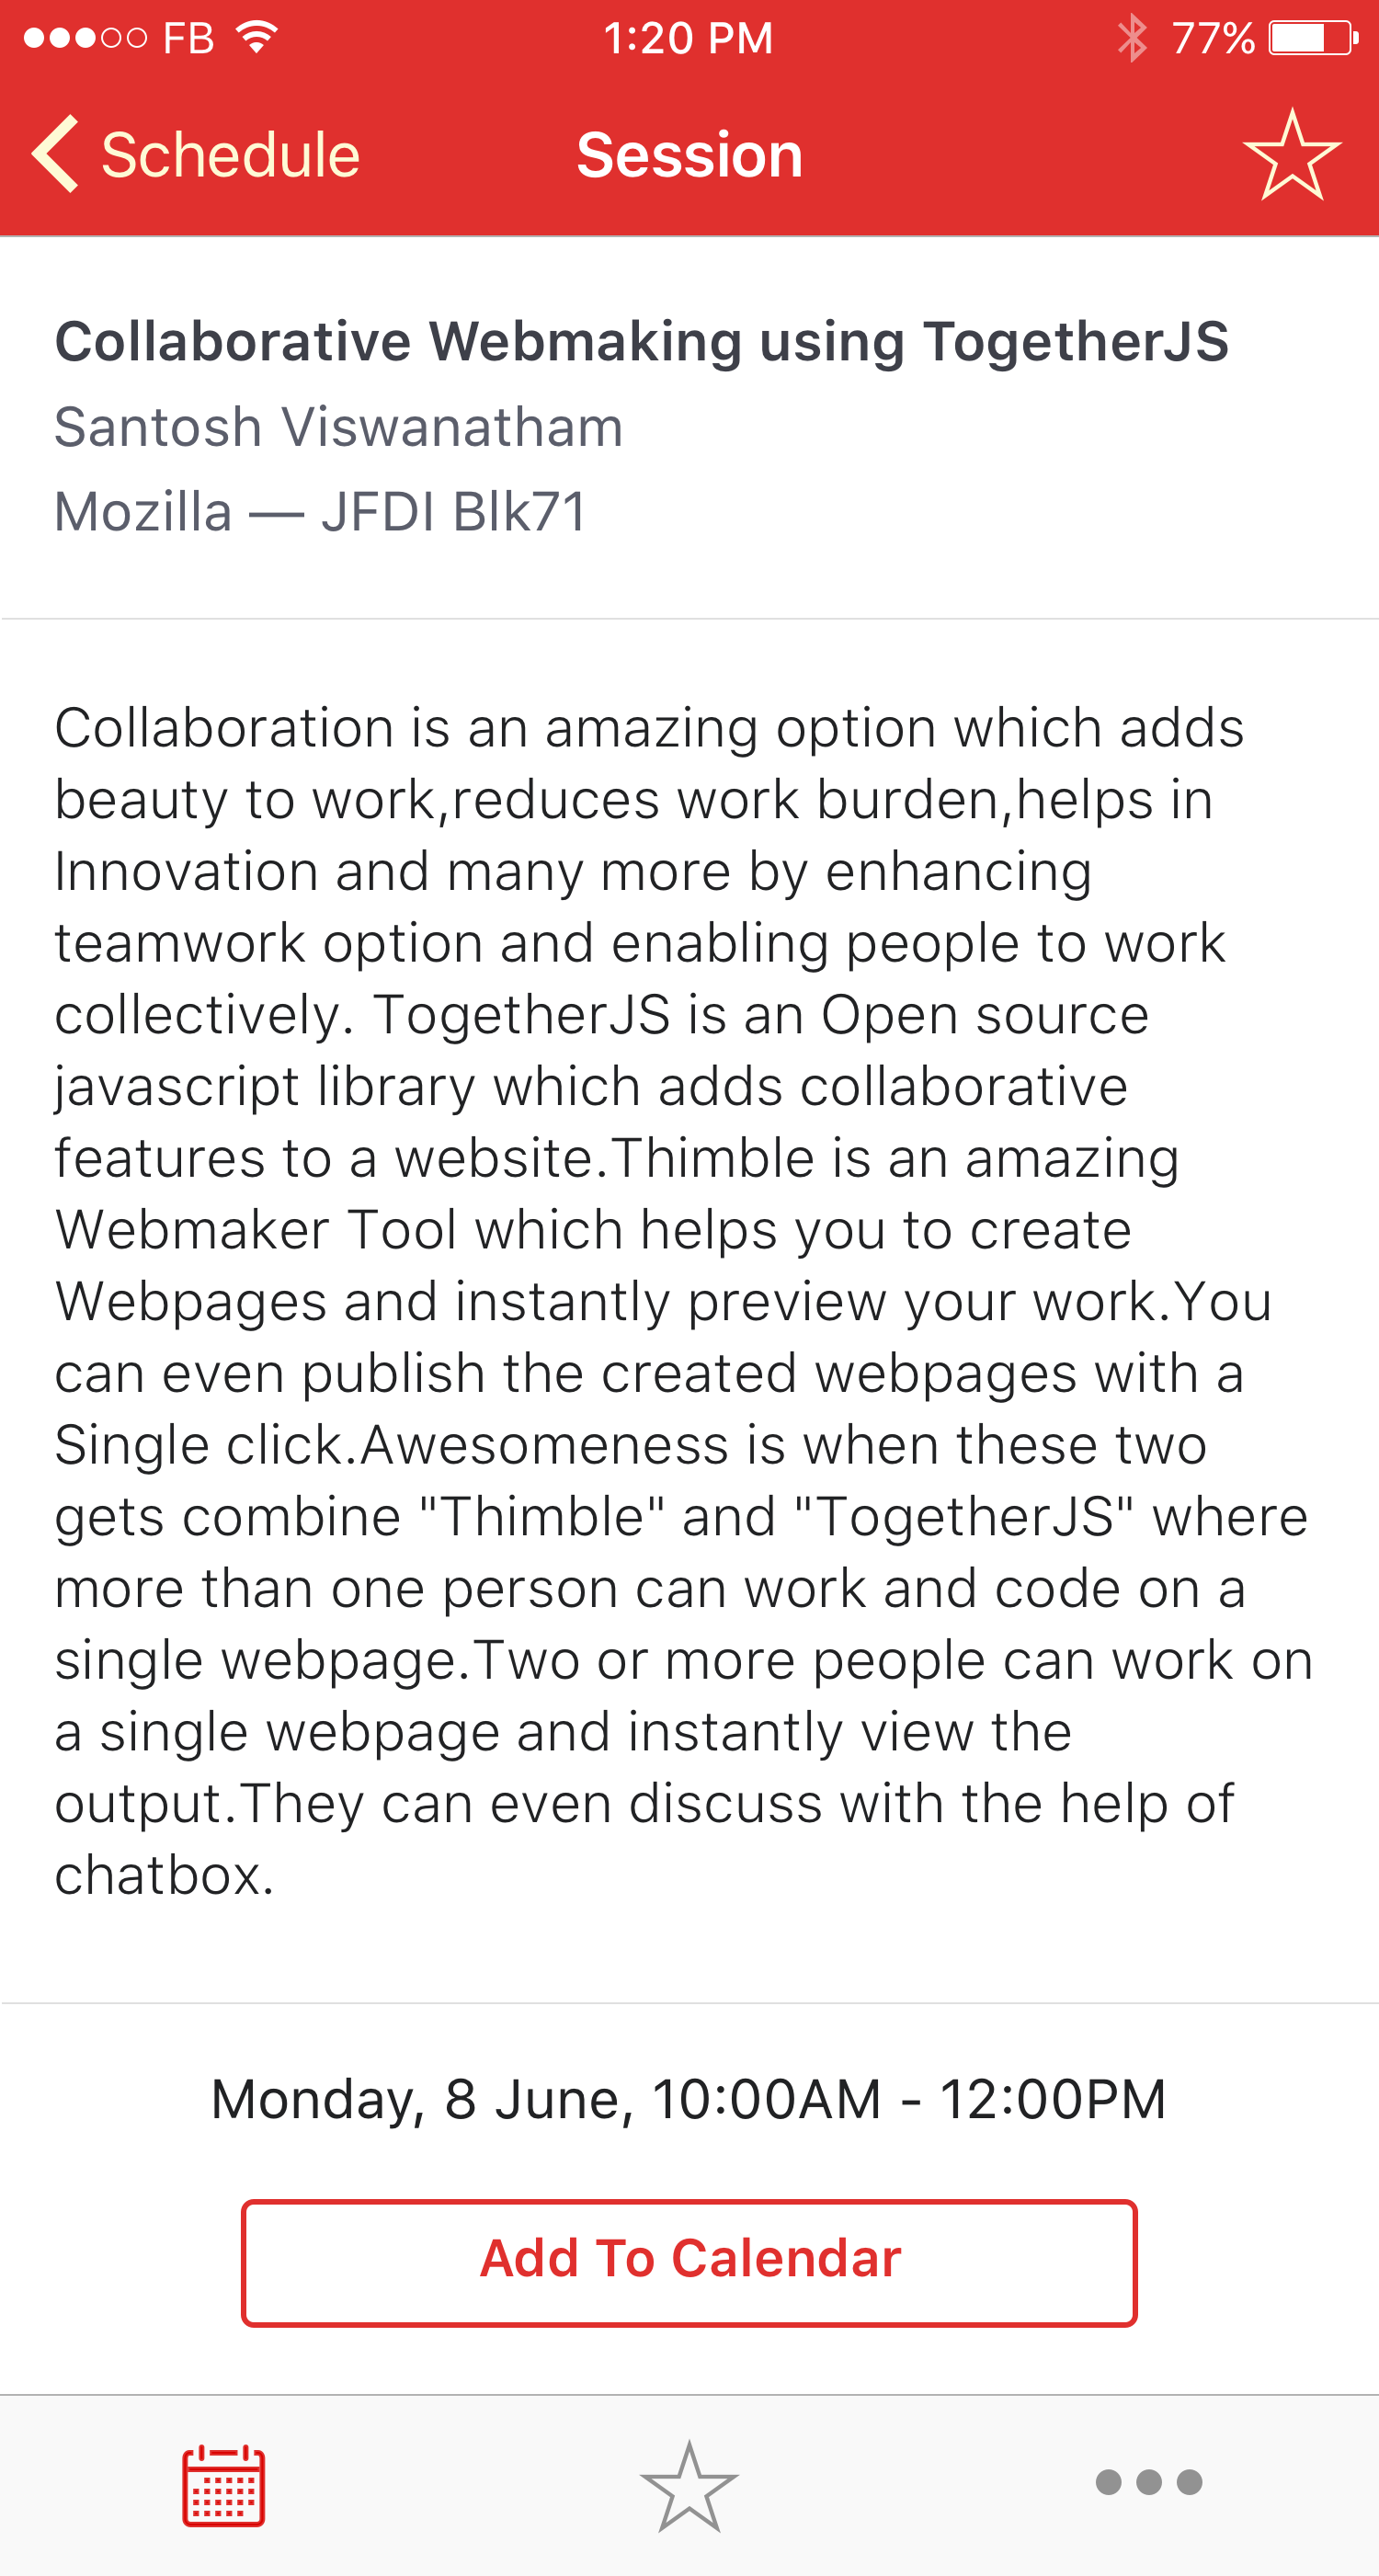 FB 1:20 PM 77%
Schedule Session
Collaborative Webmaking using TogetherJS
Santosh Viswanatham
Mozilla — JFDI Blk71
Collaboration is an amazing option which adds
beauty to work,reduces work burden,helps in
Innovation and many more by enhancing
teamwork option and enabling people to work
collectively. TogetherJS is an Open source
javascript library which adds collaborative
features to a website.Thimble is an amazing
Webmaker Tool which helps you to create
Webpages and instantly preview your work.You
can even publish the created webpages with a
Single click.Awesomeness is when these two
gets combine "Thimble" and "TogetherJS" where
more than one person can work and code on a
single webpage.Two or more people can work on
a single webpage and instantly view the
output.They can even discuss with the help of
chatbox.
Monday, 8 June, 10:00AM - 12:00PM
Add To Calendar